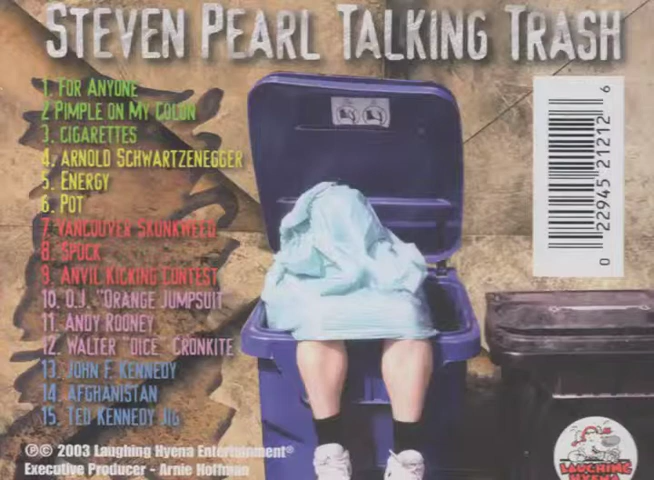 STEVEN PEARL TALKING TRASH
1. FOR ANYONE
2 PIMPLE ON MY COLON
3. CIGARETTES
4. ARNOLD SCHWARTZENEGGER
5. ENERGY
6. POT
7. VANCOUVER SKUNKWEED
8. SPOCK
9. ANVIL KICKING CONTEST
10. O.J. "ORANGE JUMPSUIT"
11. ANDY ROONEY
12. WALTER "DICE" CRONKITE
13. JOHN F. KENNEDY
14. AFGHANISTAN
15. TED KENNEDY JIG
℗© 2003 Laughing Hyena Entertainment®
Executive Producer - Arnie Hoffman
0 22945 21212 6
LAUGHING
HYENA